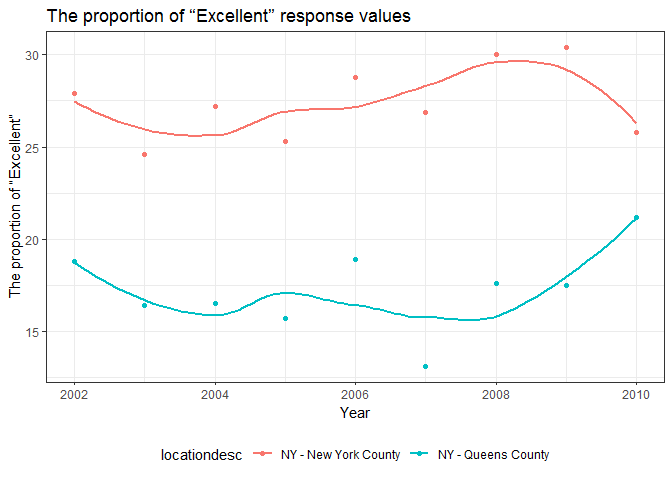 The proportion of “Excellent” response values
The proportion of "Excellent"
30
25
20
15
2002
2004
2006
2008
2010
Year
locationdesc
NY - New York County
NY - Queens County